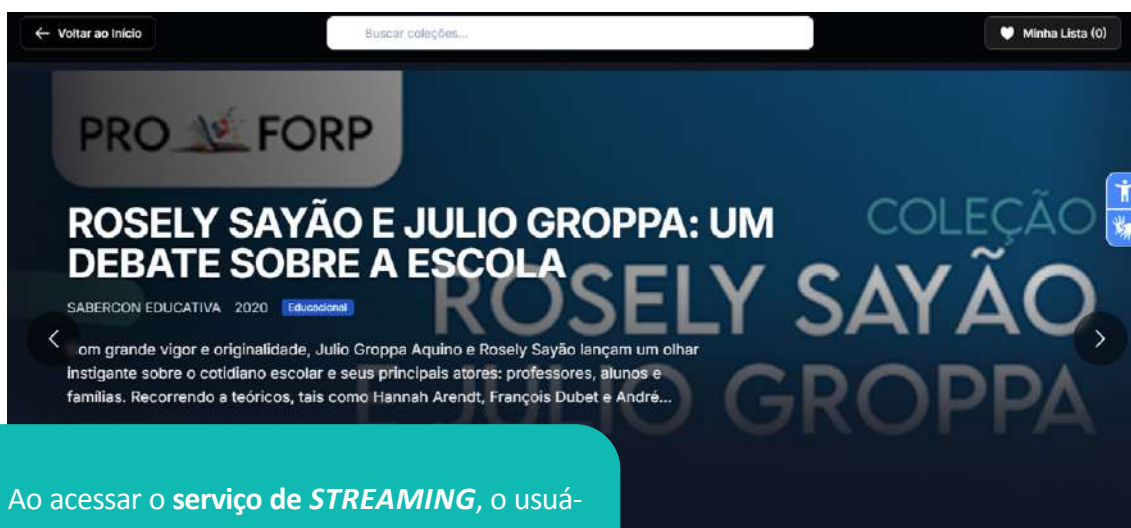 Voltar ao Início
Buscar coleções...
Minha Lista (0)
PRO FORP
ROSELY SAYÃO E JULIO GROPPA: UM
DEBATE SOBRE A ESCOLA
SABERCON EDUCATIVA 2020 Educacional
om grande vigor e originalidade, Julio Groppa Aquino e Rosely Sayão lançam um olhar
instigante sobre o cotidiano escolar e seus principais atores: professores, alunos e
famílias. Recorrendo a teóricos, tais como Hannah Arendt, François Dubet e André...
COLEÇÃO
ROSELY SAYÃO
E JULIO GROPPA
Ao acessar o serviço de STREAMING, o usuá-